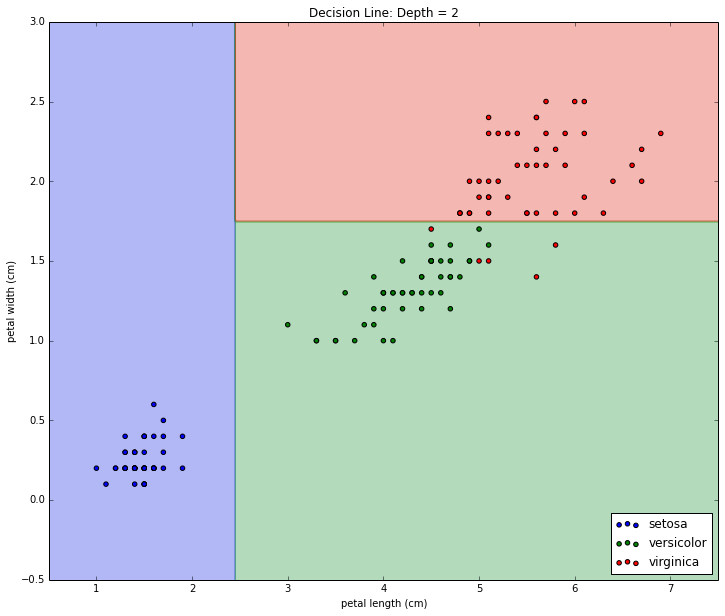 Decision Line: Depth = 2
3.0
2.5
2.0
1.5
1.0
0.5
0.0
−0.5
petal width (cm)
1 2 3 4 5 6 7
petal length (cm)
setosa
versicolor
virginica